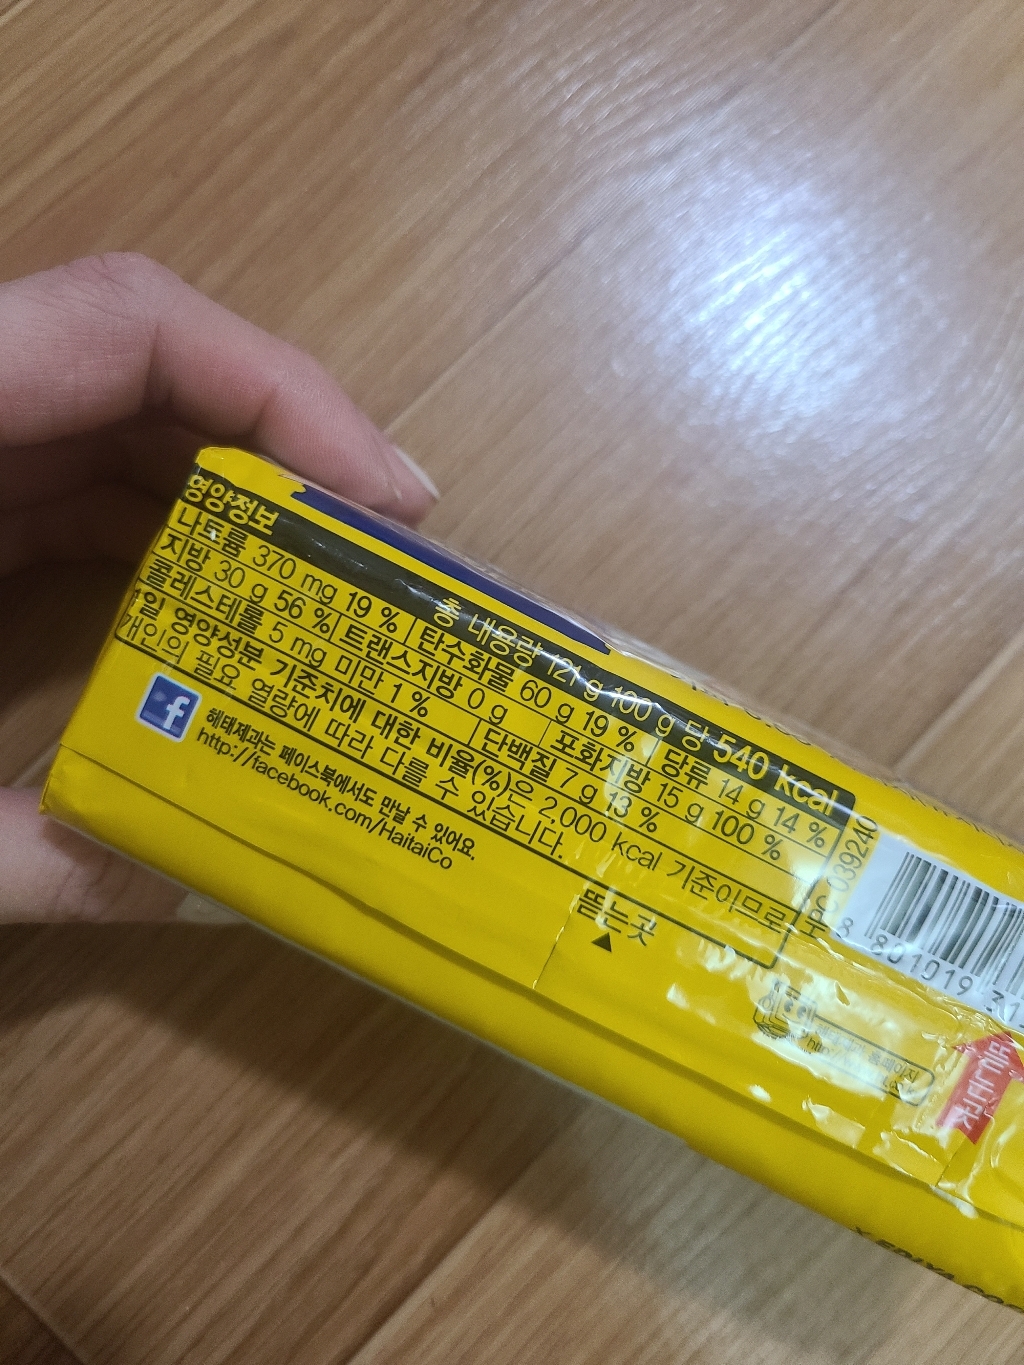 영양정보 총 내용량 121 g 100 g 당 540 kcal
나트륨 370 mg 19 % 탄수화물 60 g 19 % 당류 14 g 14 %
지방 30 g 56 % 트랜스지방 0 g 포화지방 15 g 100 %
콜레스테롤 5 mg 미만 1 % 단백질 7 g 13 %
1일 영양성분 기준치에 대한 비율(%)은 2,000 kcal 기준이므로
개인의 필요 열량에 따라 다를 수 있습니다.
f
해태제과는 페이스북에서도 만날 수 있어요.
http://facebook.com/HaitaiCo
뜯는곳
039240
8 801019 31
홈페이지